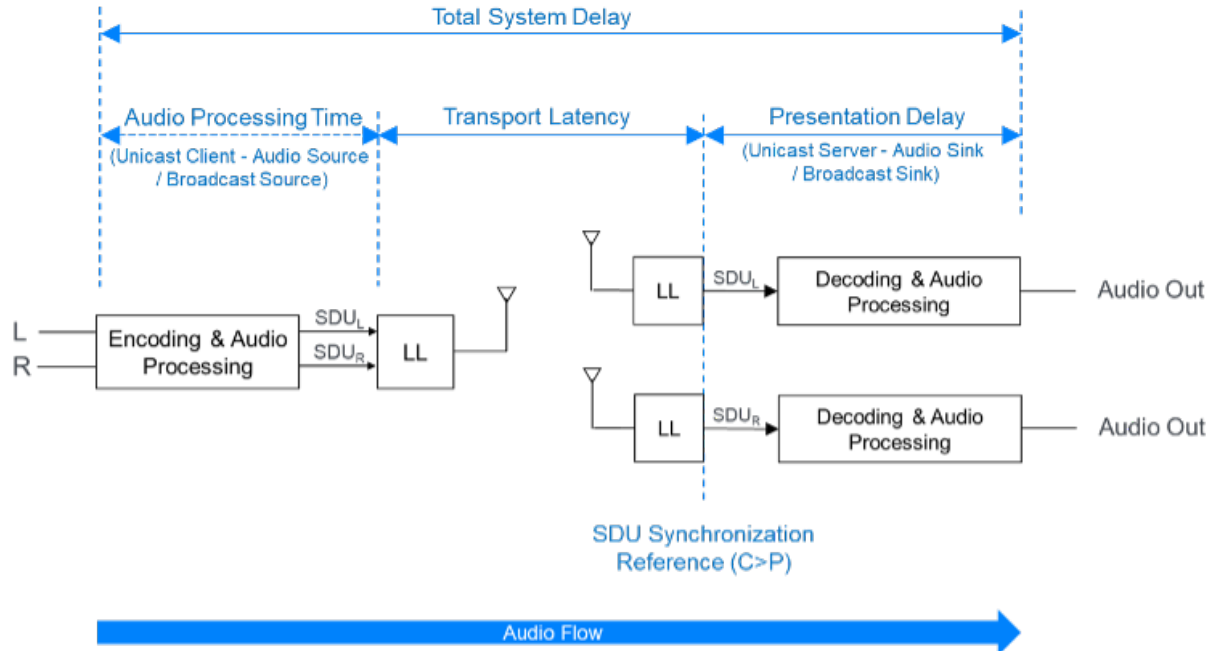 Total System Delay
Audio Processing Time
(Unicast Client - Audio Source
/ Broadcast Source)
Transport Latency
Presentation Delay
(Unicast Server - Audio Sink
/ Broadcast Sink)
L
R
Encoding & Audio
Processing
SDUL
SDUR
LL
LL
SDUL
Decoding & Audio
Processing
Audio Out
LL
SDUR
Decoding & Audio
Processing
Audio Out
SDU Synchronization
Reference (C>P)
Audio Flow